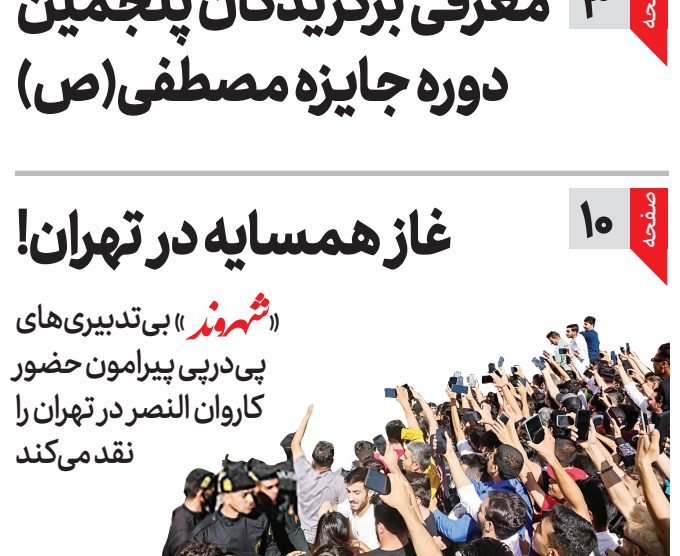 معرفی برگزیدگان پنجمین
دوره جایزه مصطفی(ص)
صفحه
۱۰
غاز همسایه در تهران!
«شهروند» بی‌تدبیری‌های
پی‌درپی پیرامون حضور
کاروان النصر در تهران را
نقد می‌کند